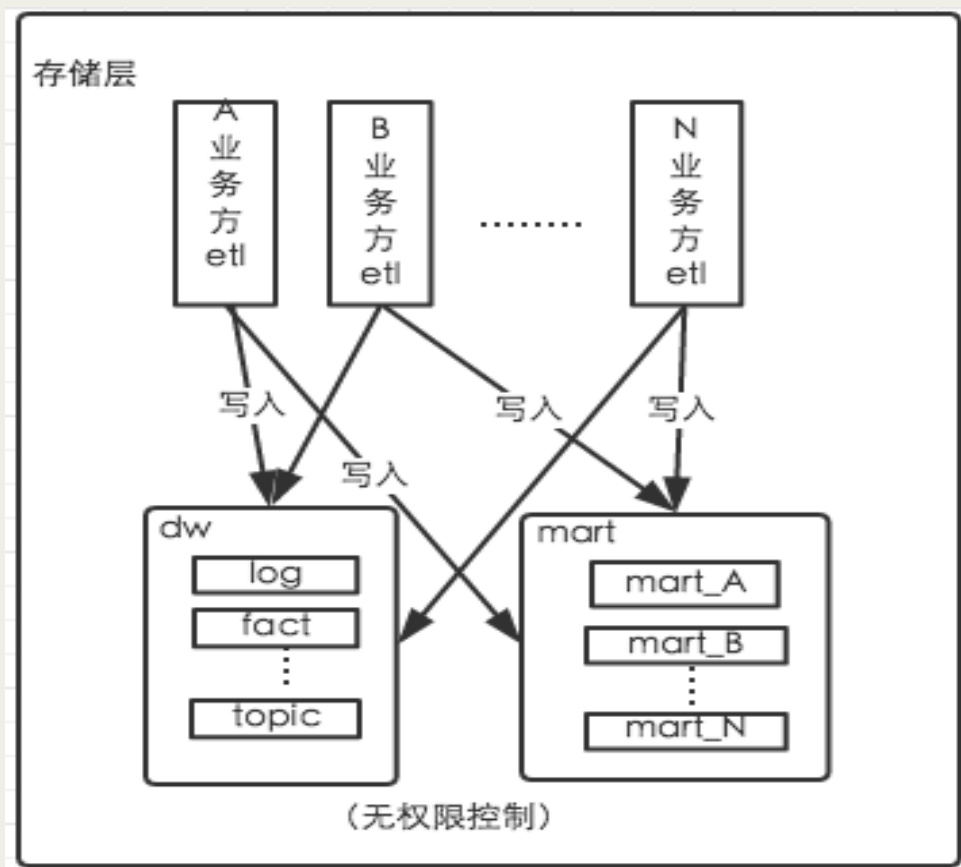 存储层
A
业
务
方
etl
B
业
务
方
etl
........
N
业
务
方
etl
写入
写入
写入
写入
dw
log
fact
topic
mart
mart_A
mart_B
mart_N
（无权限控制）